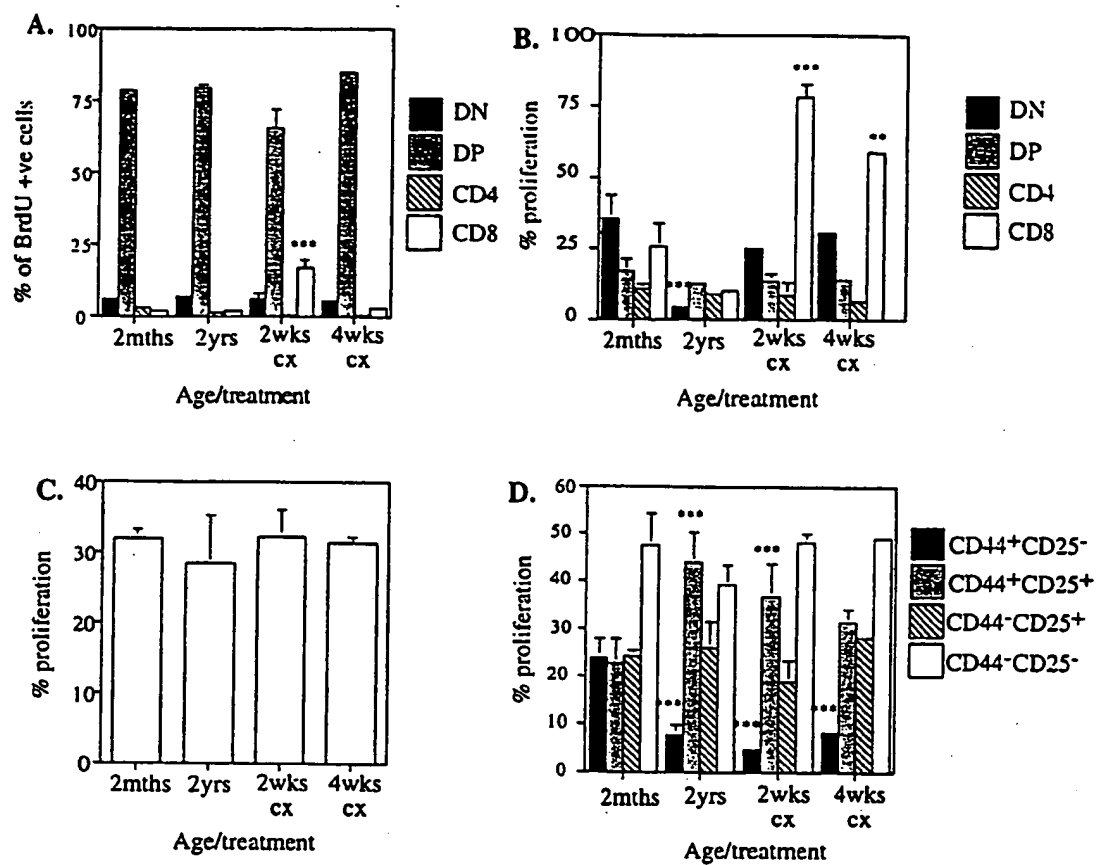 A.
% of BrdU +ve cells
100
75
50
25
0
***
2mths 2yrs 2wks 4wks
cx cx
Age/treatment
DN
DP
CD4
CD8
B.
% proliferation
100
75
50
25
0
***
***
**
2mths 2yrs 2wks 4wks
cx cx
Age/treatment
DN
DP
CD4
CD8
C.
% proliferation
40
30
20
10
0
2mths 2yrs 2wks 4wks
cx cx
Age/treatment
D.
% proliferation
60
50
40
30
20
10
0
***
***
***
***
***
2mths 2yrs 2wks 4wks
cx cx
Age/treatment
CD44+CD25-
CD44+CD25+
CD44-CD25+
CD44-CD25-